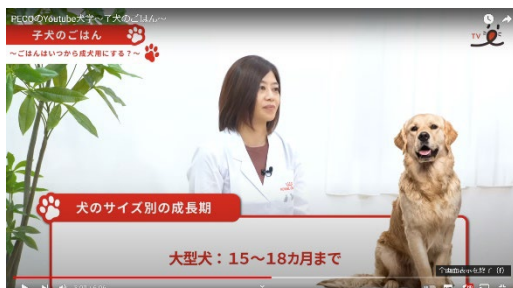 PECOのYoutube犬学〜子犬のごはん〜
子犬のごはん
〜ごはんはいつから成犬用にする?〜
TV
犬のサイズ別の成長期
大型犬：15〜18カ月まで